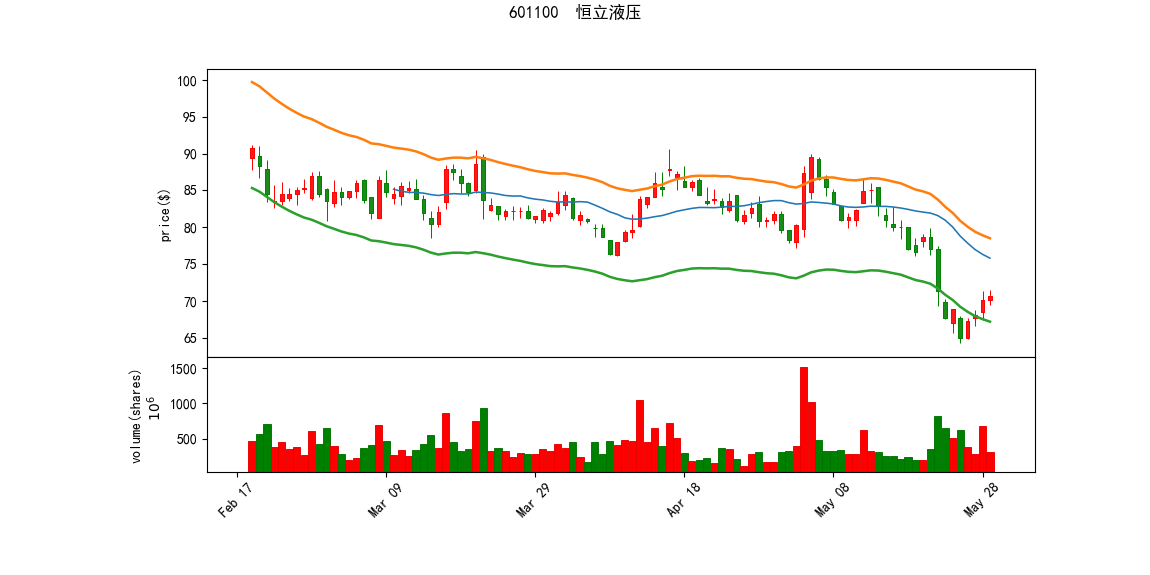 601100  恒立液压
100
95
90
85
80
75
70
65
price($)
1500
1000
500
volume(shares)
10^6
Feb 17
Mar 09
Mar 29
Apr 18
May 08
May 28